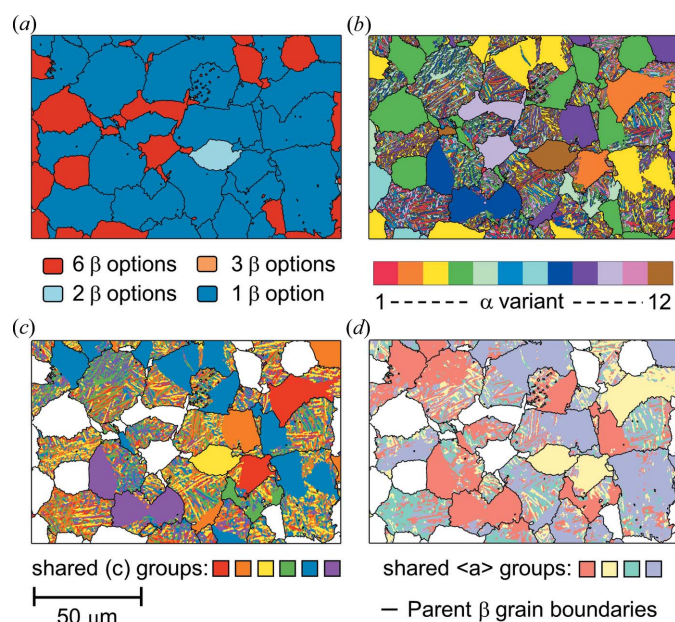 (a)
(b)
6 β options
3 β options
2 β options
1 β option
1 ----- α variant ----- 12
(c)
(d)
shared (c) groups:
shared <a> groups:
50 µm
– Parent β grain boundaries